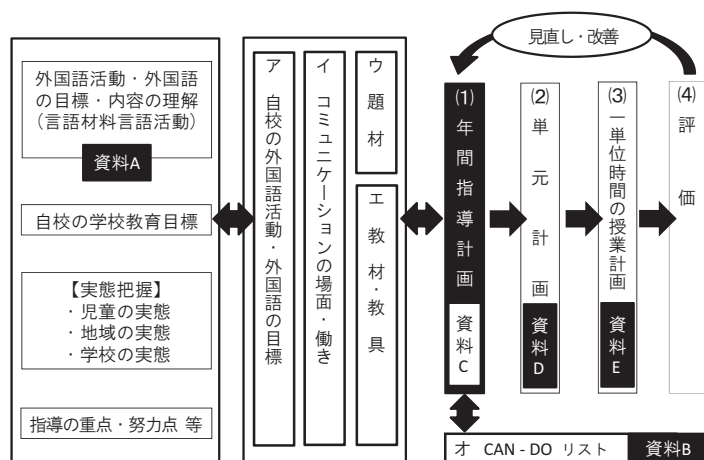 外国語活動・外国語
の目標・内容の理解
(言語材料言語活動)
資料A
自校の学校教育目標
【実態把握】
・児童の実態
・地域の実態
・学校の実態
指導の重点・努力点 等
ア 自校の外国語活動・外国語の目標
イ コミュニケーションの場面・働き
ウ 題材
エ 教材・教具
見直し・改善
⑴ 年間指導計画
資料C
⑵ 単元計画
資料D
⑶ 一単位時間の授業計画
資料E
⑷ 評価
オ CAN - DO リスト
資料B